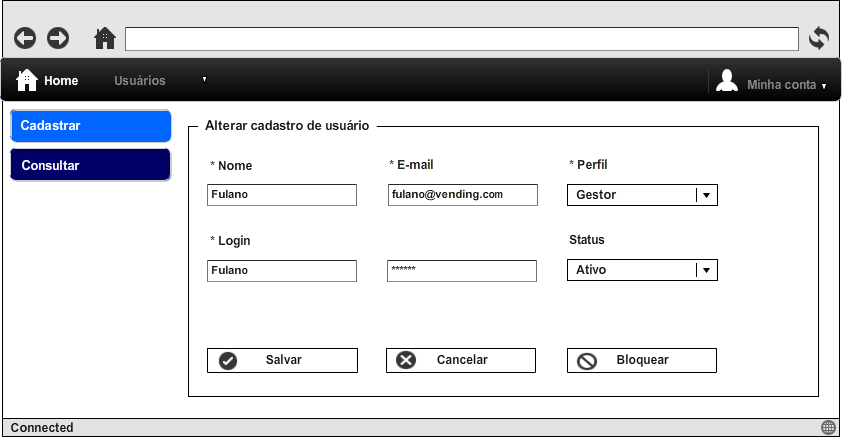 Home Usuários Minha conta
Cadastrar
Consultar
Alterar cadastro de usuário
* Nome * E-mail * Perfil
Fulano fulano@vending.com Gestor
* Login Status
Fulano ****** Ativo
Salvar Cancelar Bloquear
Connected